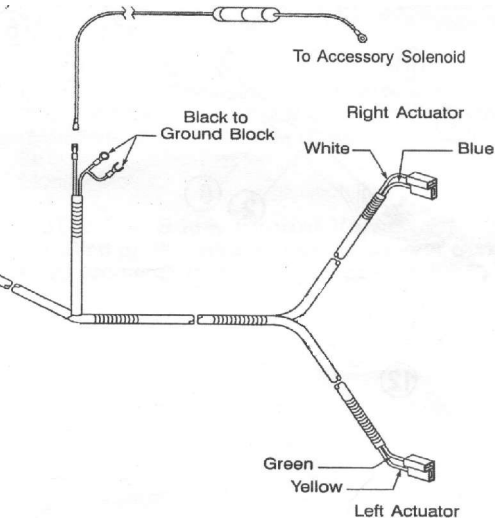 To Accessory Solenoid
Black to
Ground Block
Right Actuator
White
Blue
Green
Yellow
Left Actuator